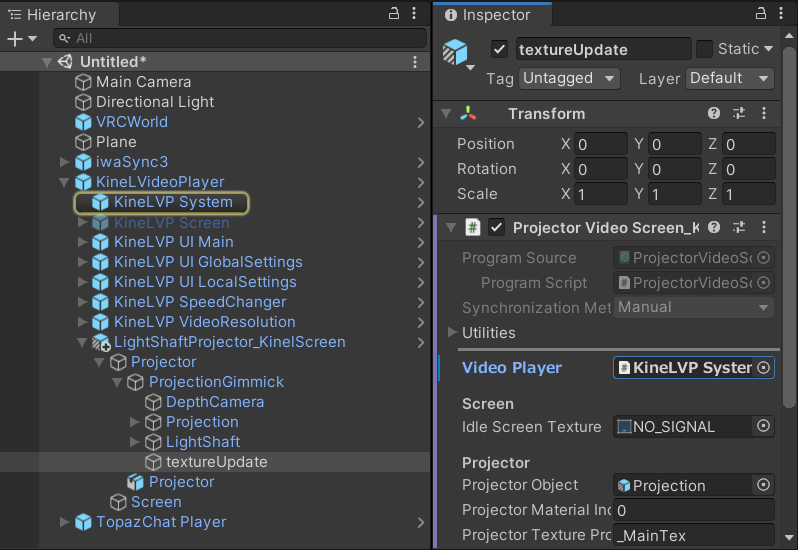 Hierarchy
All
Untitled*
Main Camera
Directional Light
VRCWorld
Plane
iwaSync3
KineLVideoPlayer
KineLVP System
KineLVP Screen
KineLVP UI Main
KineLVP UI GlobalSettings
KineLVP UI LocalSettings
KineLVP SpeedChanger
KineLVP VideoResolution
LightShaftProjector_KinelScreen
Projector
ProjectionGimmick
DepthCamera
Projection
LightShaft
textureUpdate
Projector
Screen
TopazChat Player
Inspector
textureUpdate Static
Tag Untagged Layer Default
Transform
Position X 0 Y 0 Z 0
Rotation X 0 Y 0 Z 0
Scale X 1 Y 1 Z 1
Projector Video Screen_K
Program Source ProjectorVideoSc
Program Script ProjectorVideoSc
Synchronization Met Manual
Utilities
Video Player KineLVP System
Screen
Idle Screen Texture NO_SIGNAL
Projector
Projector Object Projection
Projector Material Inc 0
Projector Texture Pro _MainTex